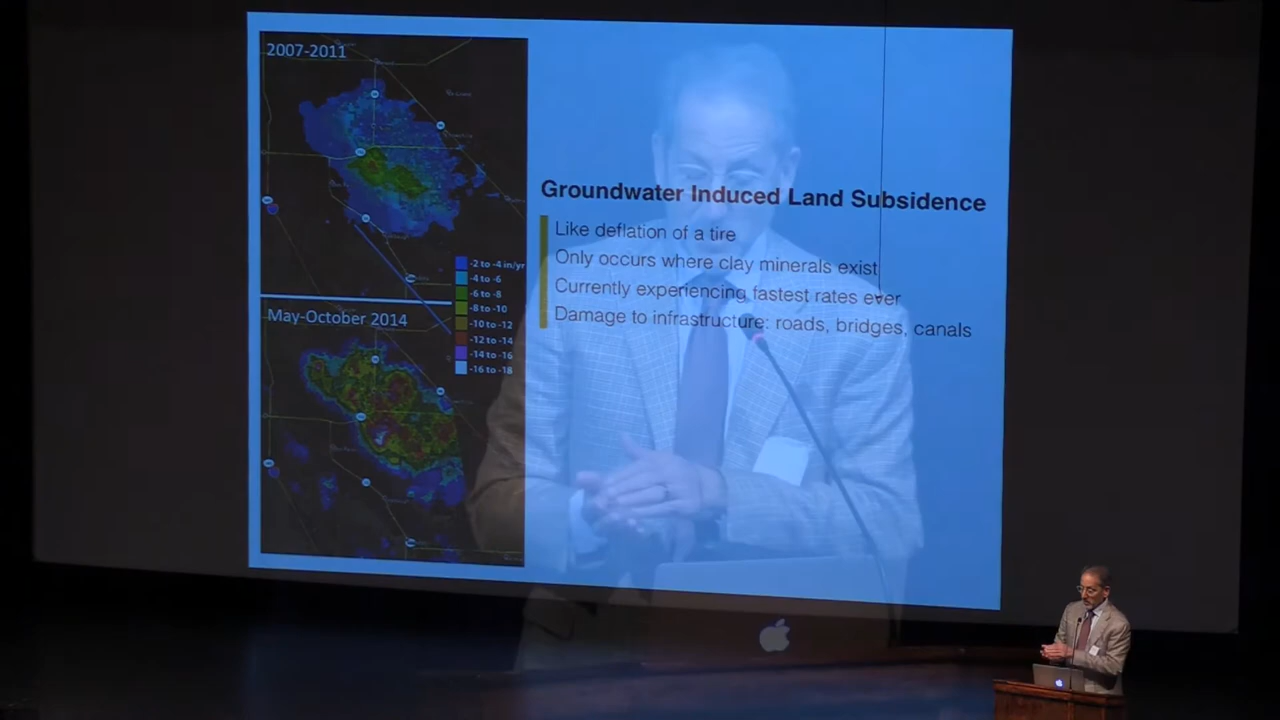 2007-2011
-2 to -4 in/yr
-4 to -6
-6 to -8
-8 to -10
-10 to -12
-12 to -14
-14 to -16
-16 to -18
May-October 2014
Groundwater Induced Land Subsidence
Like deflation of a tire
Only occurs where clay minerals exist
Currently experiencing fastest rates ever
Damage to infrastructure: roads, bridges, canals